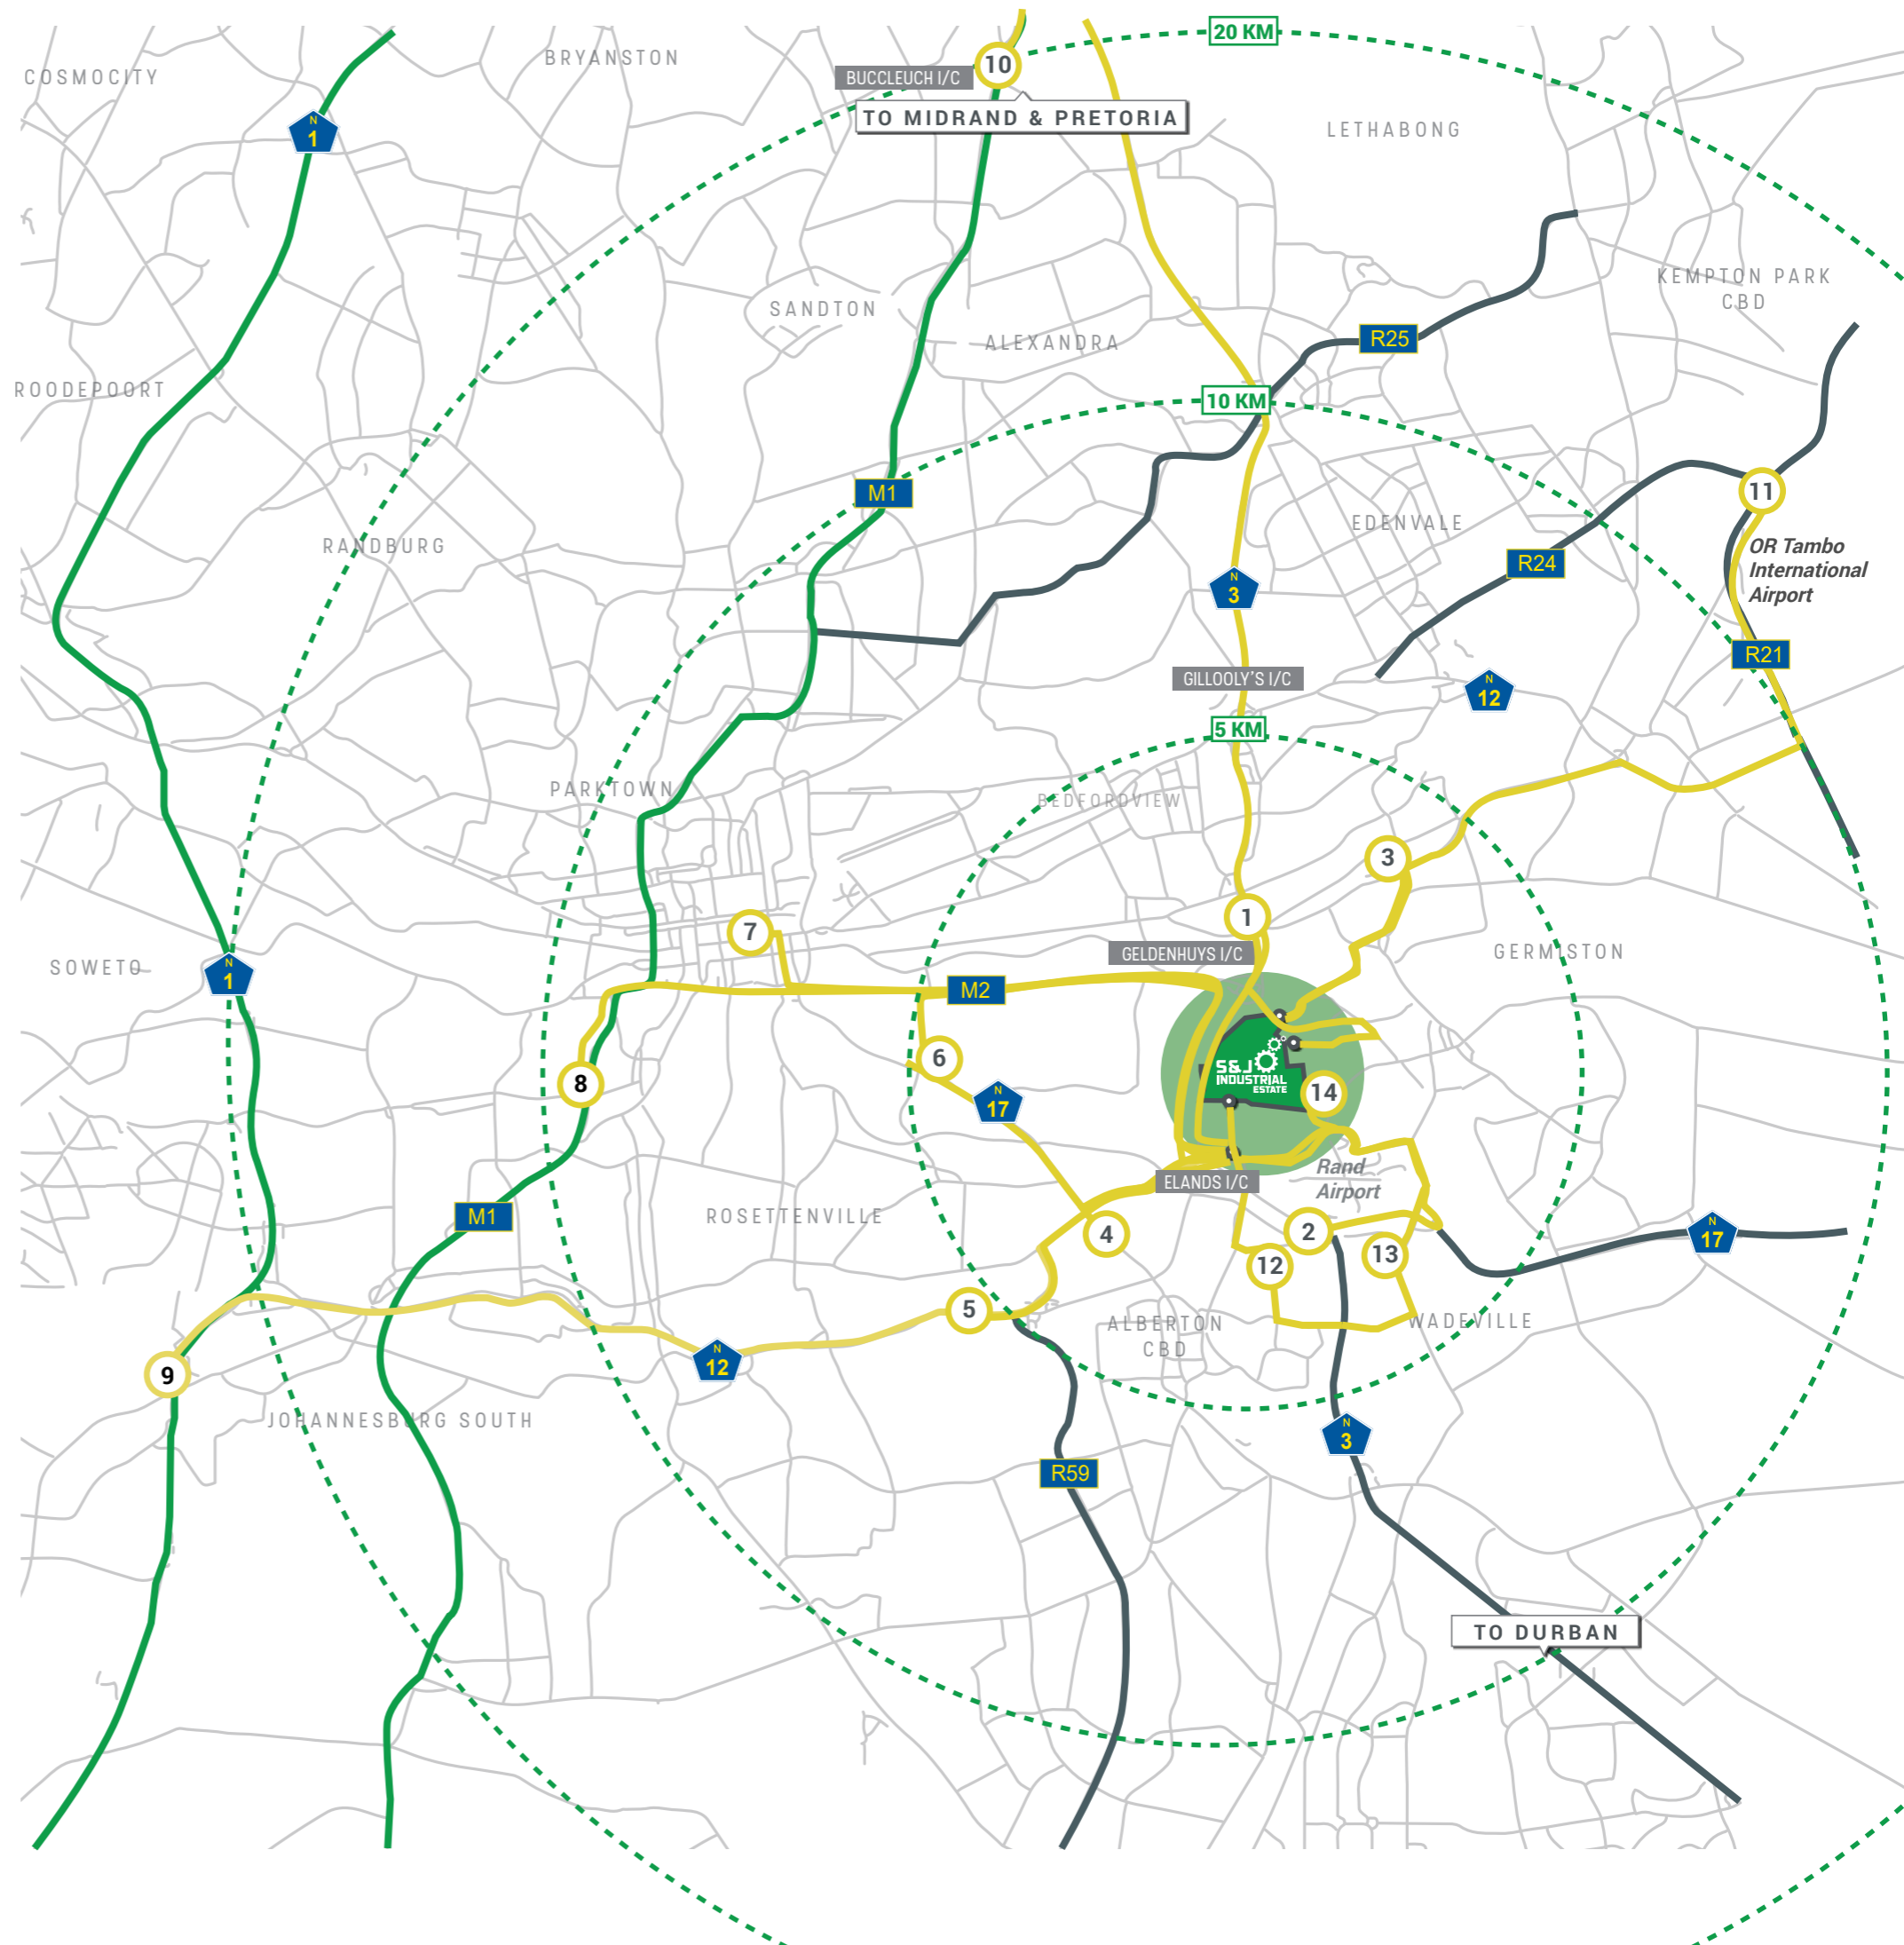 20 KM
BRYANSTON
10
COSMOCITY
BUCCLEUCH I/C
TO MIDRAND & PRETORIA
N
1
LETHABONG
KEMPTON PARK
CBD
SANDTON
ALEXANDRA
R25
ROODEPOORT
10 KM
M1
11
EDENVALE
RANDBURG
OR Tambo
International
Airport
R24
N
3
R21
GILLOOLY'S I/C
N
12
5 KM
PARKTOWN
BEDFORDVIEW
3
1
7
GELDENHUYS I/C
GERMISTON
SOWETO
N
1
M2
6
S&J
INDUSTRIAL
ESTATE
8
14
N
17
Rand
Airport
ELANDS I/C
M1
ROSETTENVILLE
4
2
13
N
17
12
5
ALBERTON
CBD
WADEVILLE
N
12
9
JOHANNESBURG SOUTH
N
3
R59
TO DURBAN